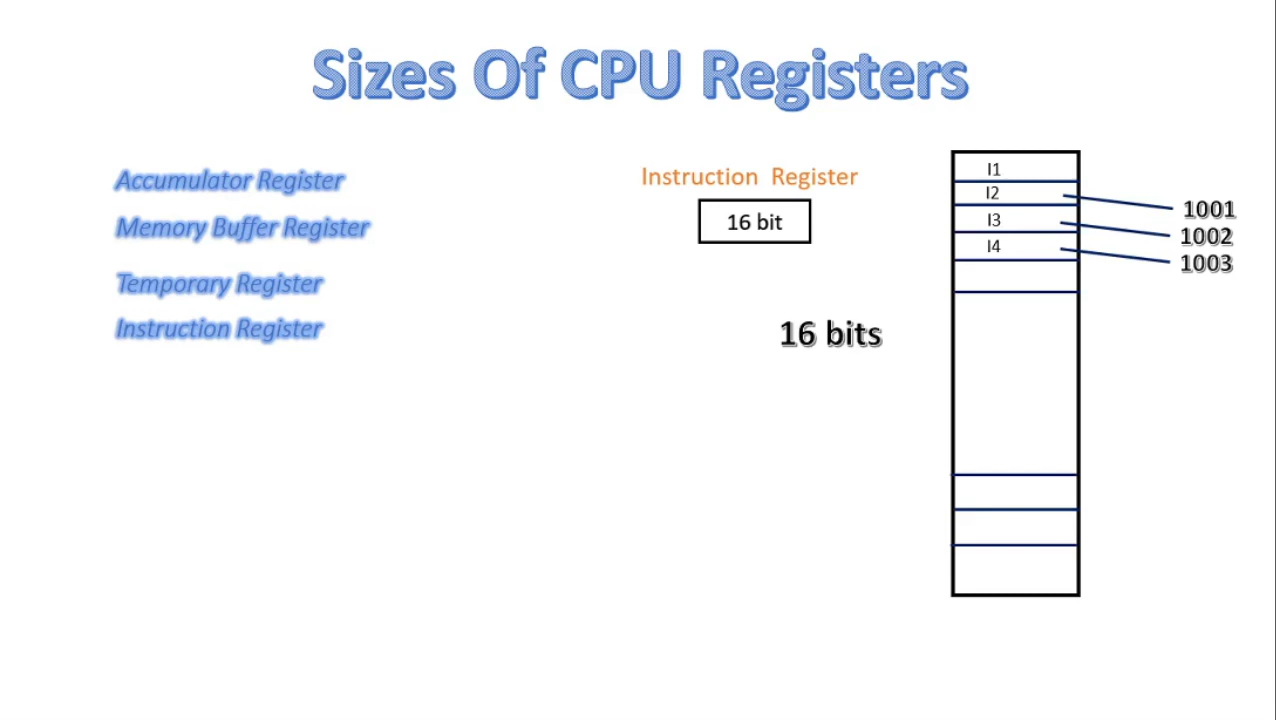 Sizes Of CPU Registers
Accumulator Register
Memory Buffer Register
Temporary Register
Instruction Register
Instruction Register
16 bit
16 bits
I1
I2
I3
I4
1001
1002
1003